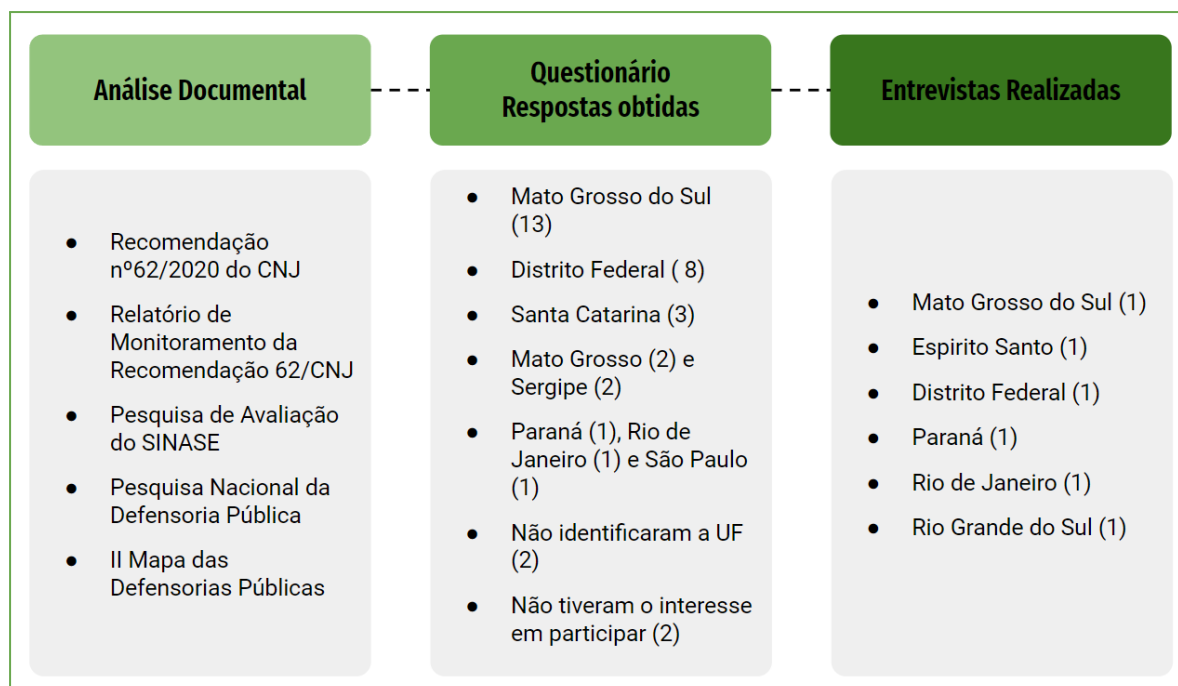 Análise Documental
Questionário
Respostas obtidas
Entrevistas Realizadas
● Recomendação
nº62/2020 do CNJ
● Relatório de
Monitoramento da
Recomendação 62/CNJ
● Pesquisa de Avaliação
do SINASE
● Pesquisa Nacional da
Defensoria Pública
● II Mapa das
Defensorias Públicas
● Mato Grosso do Sul
(13)
● Distrito Federal ( 8)
● Santa Catarina (3)
● Mato Grosso (2) e
Sergipe (2)
● Paraná (1), Rio de
Janeiro (1) e São Paulo
(1)
● Não identificaram a UF
(2)
● Não tiveram o interesse
em participar (2)
● Mato Grosso do Sul (1)
● Espirito Santo (1)
● Distrito Federal (1)
● Paraná (1)
● Rio de Janeiro (1)
● Rio Grande do Sul (1)